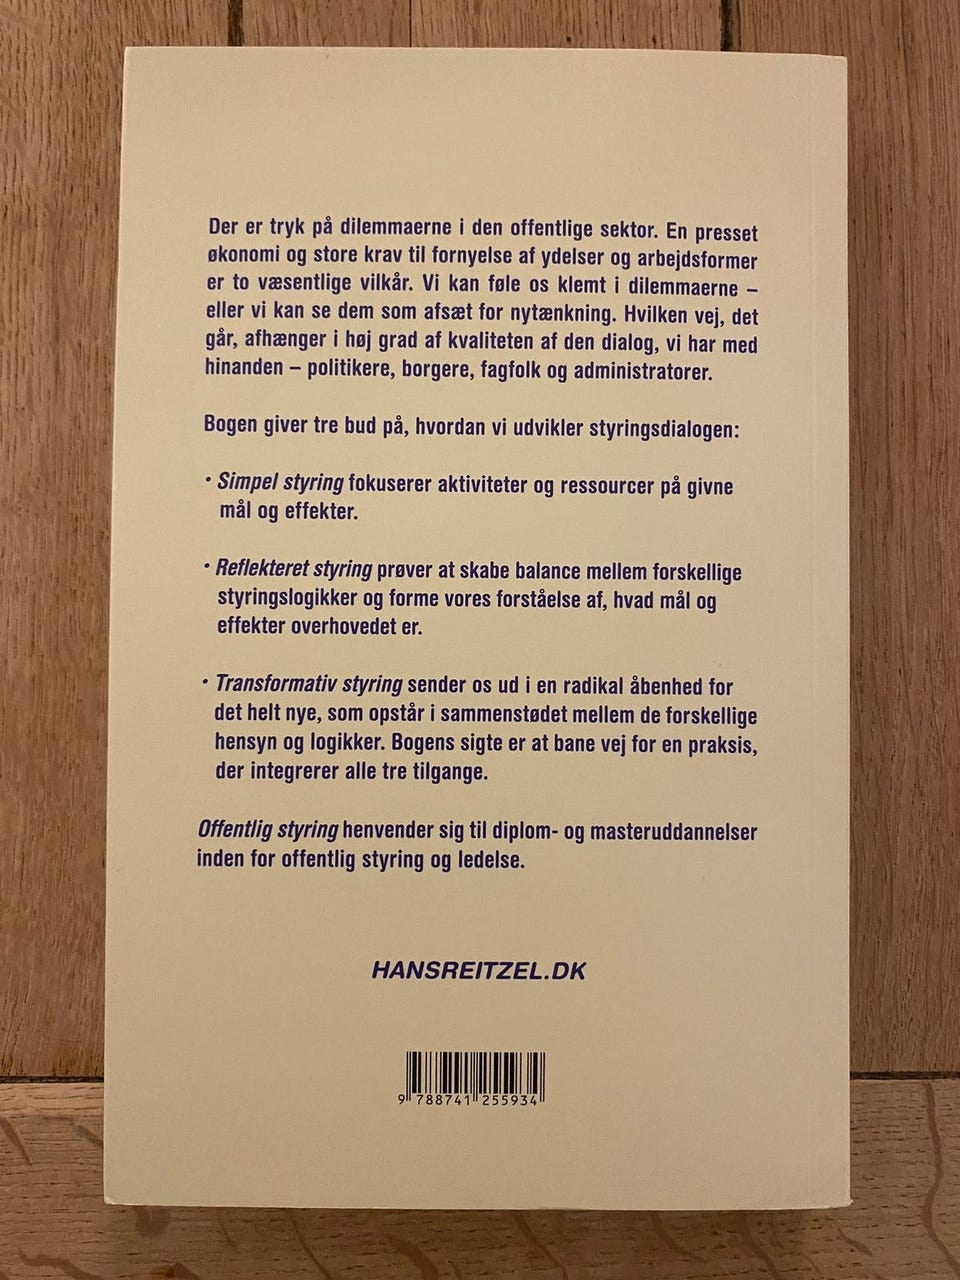 Der er tryk på dilemmaerne i den offentlige sektor. En presset
økonomi og store krav til fornyelse af ydelser og arbejdsformer
er to væsentlige vilkår. Vi kan føle os klemt i dilemmaerne –
eller vi kan se dem som afsæt for nytænkning. Hvilken vej, det
går, afhænger i høj grad af kvaliteten af den dialog, vi har med
hinanden – politikere, borgere, fagfolk og administratorer.
Bogen giver tre bud på, hvordan vi udvikler styringsdialogen:
• Simpel styring fokuserer aktiviteter og ressourcer på givne
mål og effekter.
• Reflekteret styring prøver at skabe balance mellem forskellige
styringslogikker og forme vores forståelse af, hvad mål og
effekter overhovedet er.
• Transformativ styring sender os ud i en radikal åbenhed for
det helt nye, som opstår i sammenstødet mellem de forskellige
hensyn og logikker. Bogens sigte er at bane vej for en praksis,
der integrerer alle tre tilgange.
Offentlig styring henvender sig til diplom- og masteruddannelser
inden for offentlig styring og ledelse.
HANSREITZEL.DK
9 788741 255934